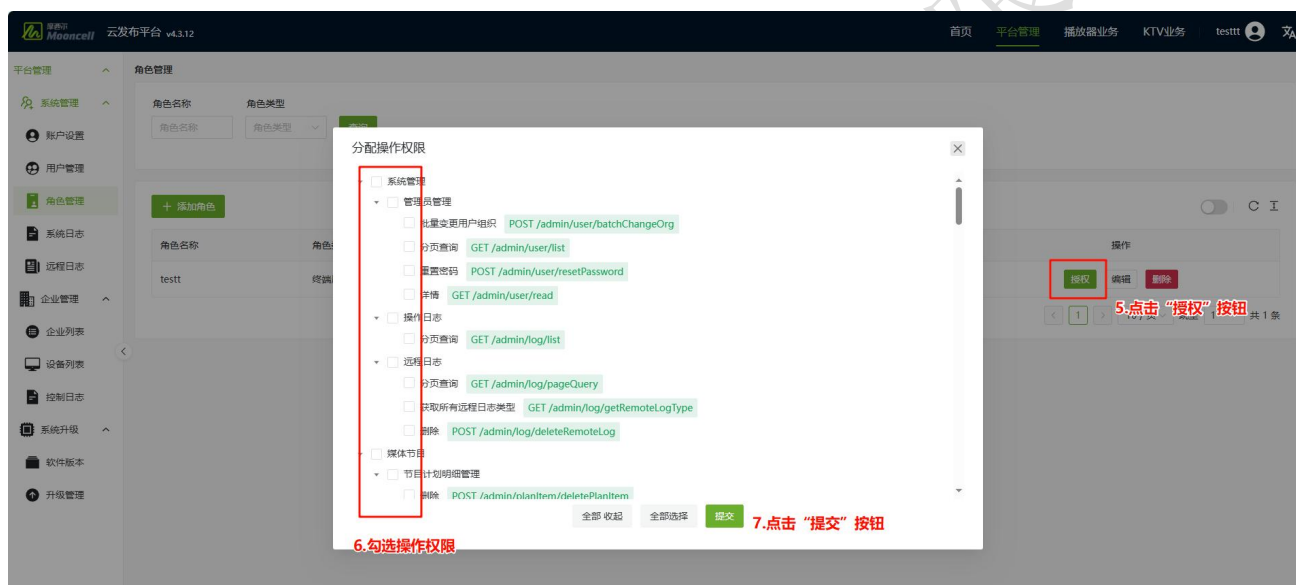 摩西尔
Mooncell 云发布平台 v4.3.12 首页 平台管理 播放器业务 KTV业务 testtt
平台管理 角色管理
系统管理 角色名称 角色类型
账户设置 角色名称 角色类型 查询
用户管理 分配操作权限
系统管理
角色管理 添加角色 管理员管理
批量变更用户组织 POST /admin/user/batchChangeOrg
系统日志 角色名称 分页查询 GET /admin/user/list 操作
远程日志 testt 重置密码 POST /admin/user/resetPassword 授权 编辑 删除
企业管理 详情 GET /admin/user/read 5.点击“授权”按钮
操作日志 1 共 1 条
企业列表 分页查询 GET /admin/log/list
设备列表 远程日志
分页查询 GET /admin/log/pageQuery
控制日志 获取所有远程日志类型 GET /admin/log/getRemoteLogType
系统升级 删除 POST /admin/log/deleteRemoteLog
媒体节目
软件版本 节目计划明细管理
升级管理 删除 POST /admin/planItem/deletePlanItem
全部 收起 全部选择 提交 7.点击“提交”按钮
6.勾选操作权限